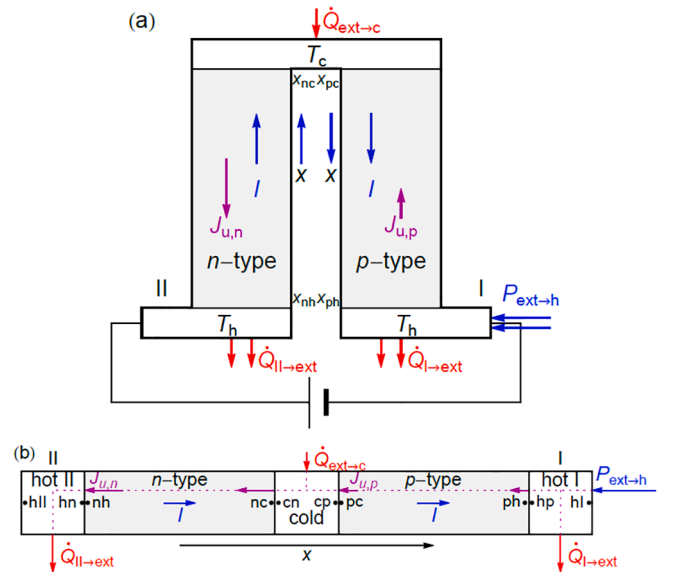 (a)
Q̇ext→c
Tc
xnc xpc
I
x
x
I
Ju,n
Ju,p
n−type
p−type
II
xnh xph
I
Pext→h
Th
Th
Q̇II→ext
Q̇I→ext
(b)
II
Q̇ext→c
I
hot II
Ju,n
n-type
Ju,p
p-type
hot I
Pext→h
hII
hn
nh
I
nc
cn
cp
pc
I
ph
hp
hI
cold
Q̇II→ext
x
Q̇I→ext